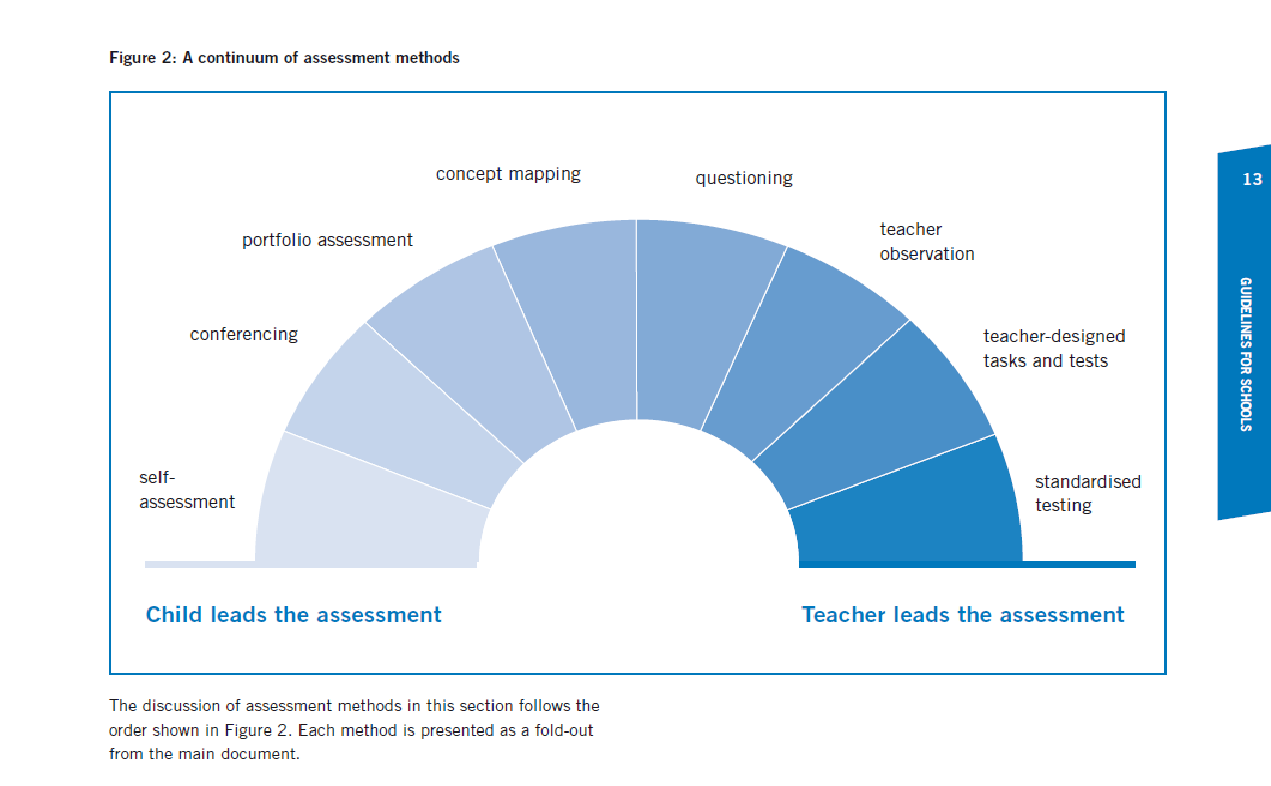 Figure 2: A continuum of assessment methods
concept mapping
questioning
portfolio assessment
teacher
observation
conferencing
teacher-designed
tasks and tests
self-
assessment
standardised
testing
Child leads the assessment
Teacher leads the assessment
The discussion of assessment methods in this section follows the
order shown in Figure 2. Each method is presented as a fold-out
from the main document.
13
GUIDELINES FOR SCHOOLS